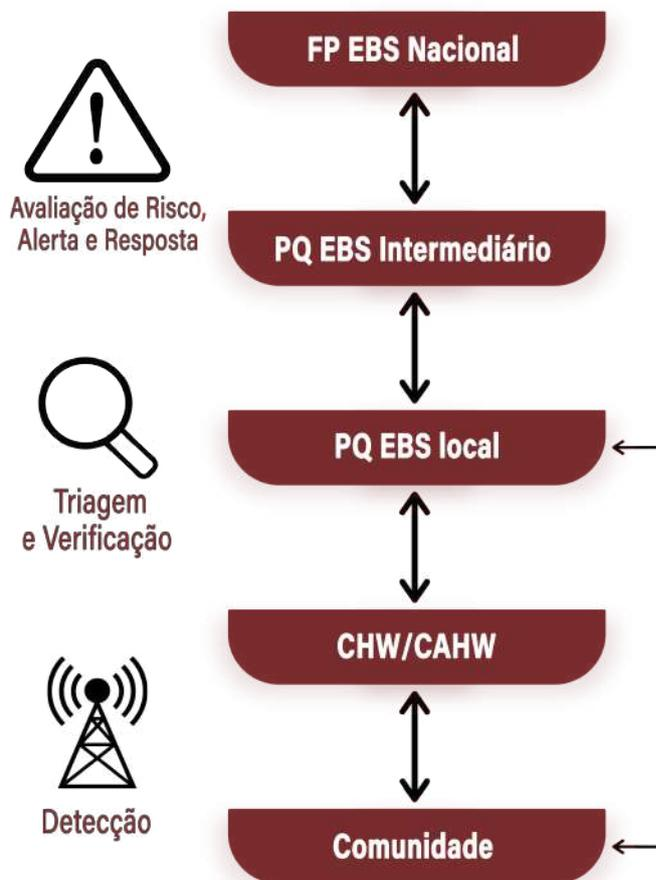 FP EBS Nacional
Avaliação de Risco,
Alerta e Resposta
PQ EBS Intermediário
PQ EBS local
Triagem
e Verificação
CHW/CAHW
Detecção
Comunidade